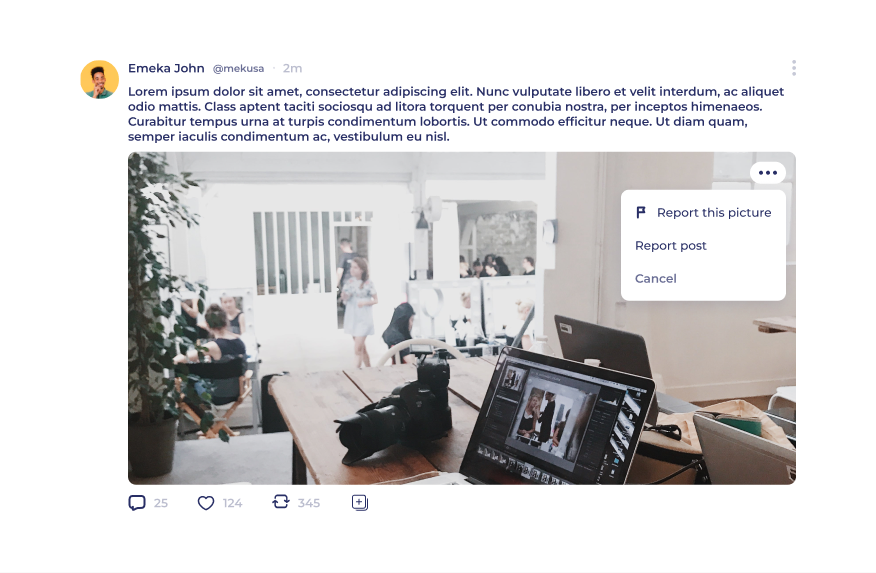 Emeka John @mekusa · 2m
Lorem ipsum dolor sit amet, consectetur adipiscing elit. Nunc vulputate libero et velit interdum, ac aliquet
odio mattis. Class aptent taciti sociosqu ad litora torquent per conubia nostra, per inceptos himenaeos.
Curabitur tempus urna at turpis condimentum lobortis. Ut commodo efficitur neque. Ut diam quam,
semper iaculis condimentum ac, vestibulum eu nisl.
Report this picture
Report post
Cancel
25 124 345